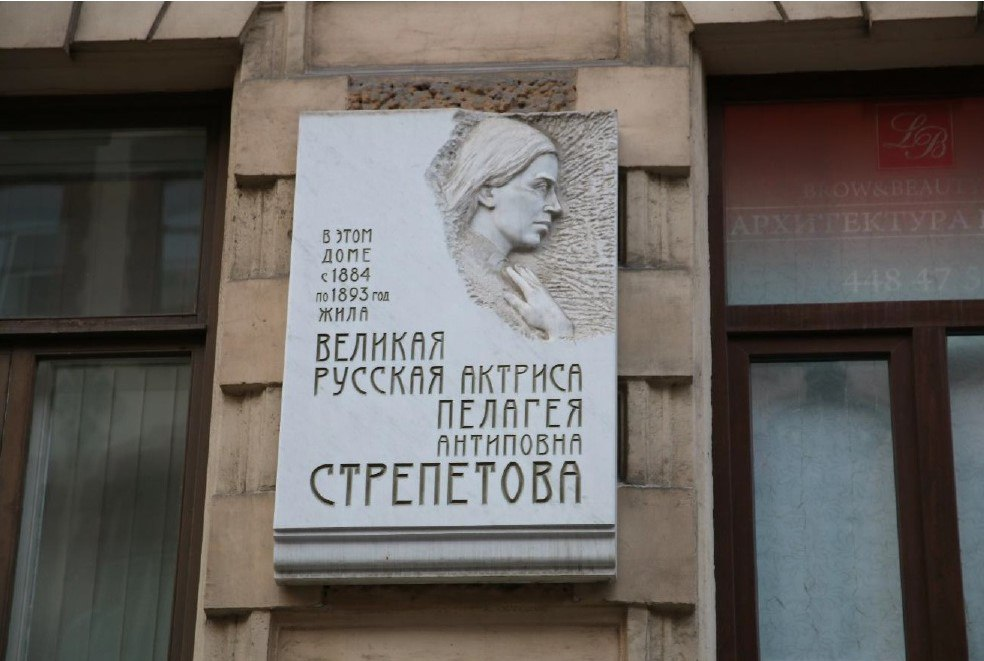 В ЭТОМ
ДОМЕ
с 1884
по 1893 год
ЖИЛА
ВЕЛИКАЯ
РУССКАЯ АКТРИСА
ПЕЛАГЕЯ
АНТИПОВНА
СТРЕПЕТОВА
LB
BROW&BEAUTY
АРХИТЕКТУРА
448 47 5